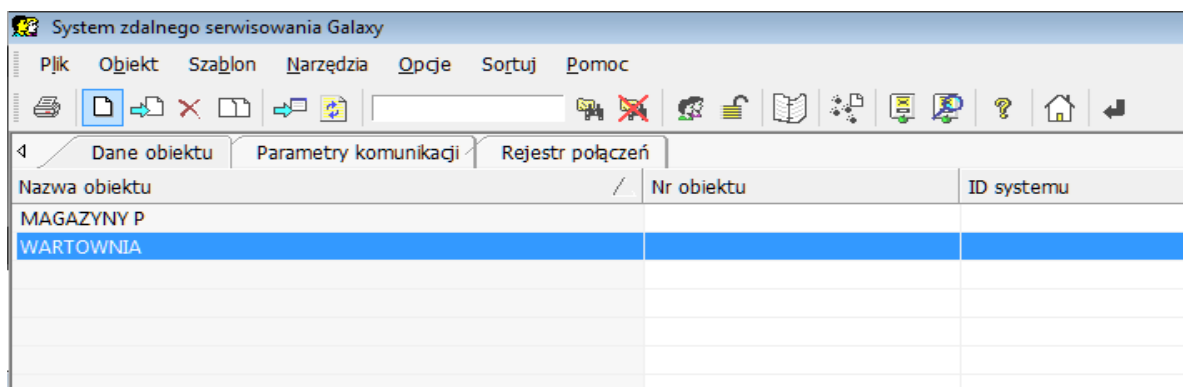 System zdalnego serwisowania Galaxy
Plik Obiekt Szablon Narzędzia Opcje Sortuj Pomoc
Dane obiektu Parametry komunikacji Rejestr połączeń
Nazwa obiektu Nr obiektu ID systemu
MAGAZYNY P
WARTOWNIA